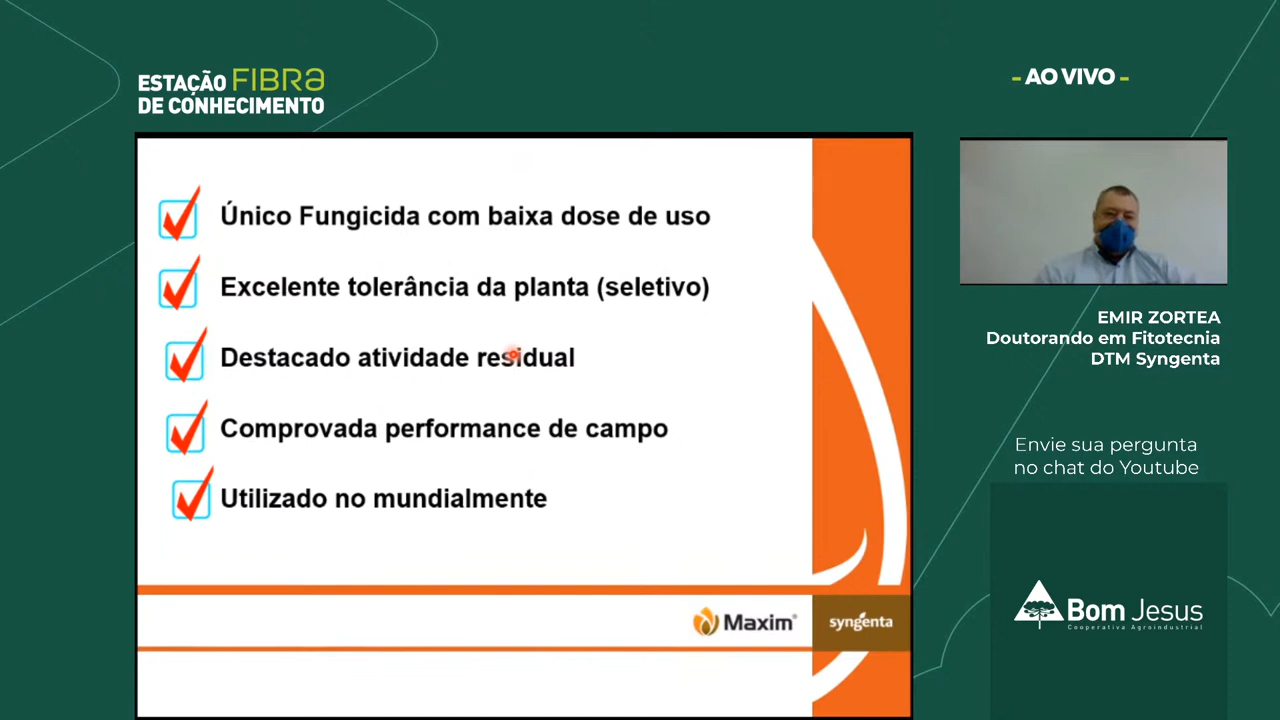 ESTAÇÃO FIBRA
DE CONHECIMENTO
- AO VIVO -
Único Fungicida com baixa dose de uso
Excelente tolerância da planta (seletivo)
Destacado atividade residual
Comprovada performance de campo
Utilizado no mundialmente
Maxim®
syngenta
EMIR ZORTEA
Doutorando em Fitotecnia
DTM Syngenta
Envie sua pergunta
no chat do Youtube
Bom Jesus
Cooperativa Agroindustrial